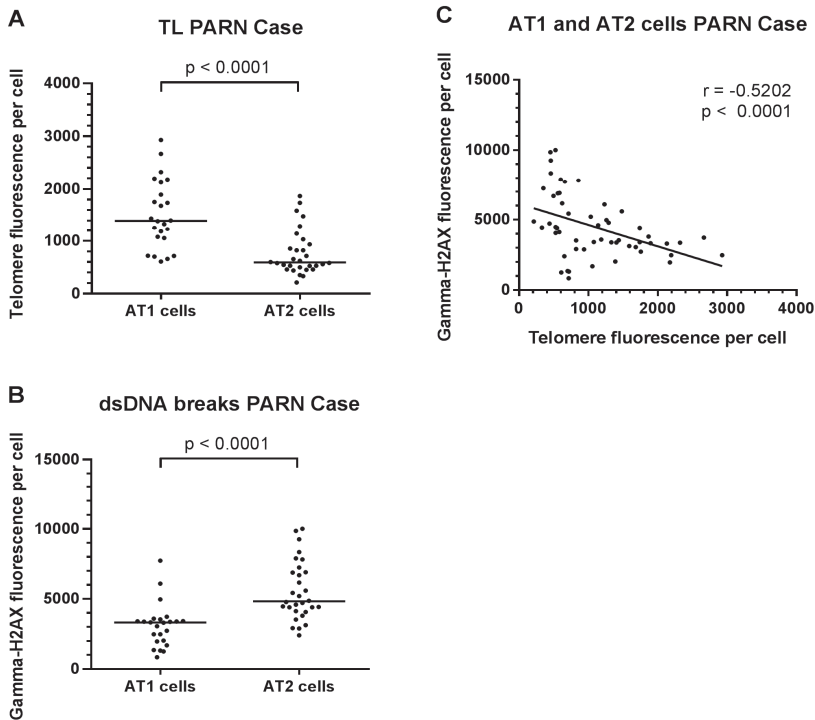 A
TL PARN Case
p < 0.0001
Telomere fluorescence per cell
4000
3000
2000
1000
0
AT1 cells
AT2 cells
C
AT1 and AT2 cells PARN Case
r = -0.5202
p < 0.0001
Gamma-H2AX fluorescence per cell
15000
10000
5000
0
0
1000
2000
3000
4000
Telomere fluorescence per cell
B
dsDNA breaks PARN Case
p < 0.0001
Gamma-H2AX fluorescence per cell
15000
10000
5000
0
AT1 cells
AT2 cells